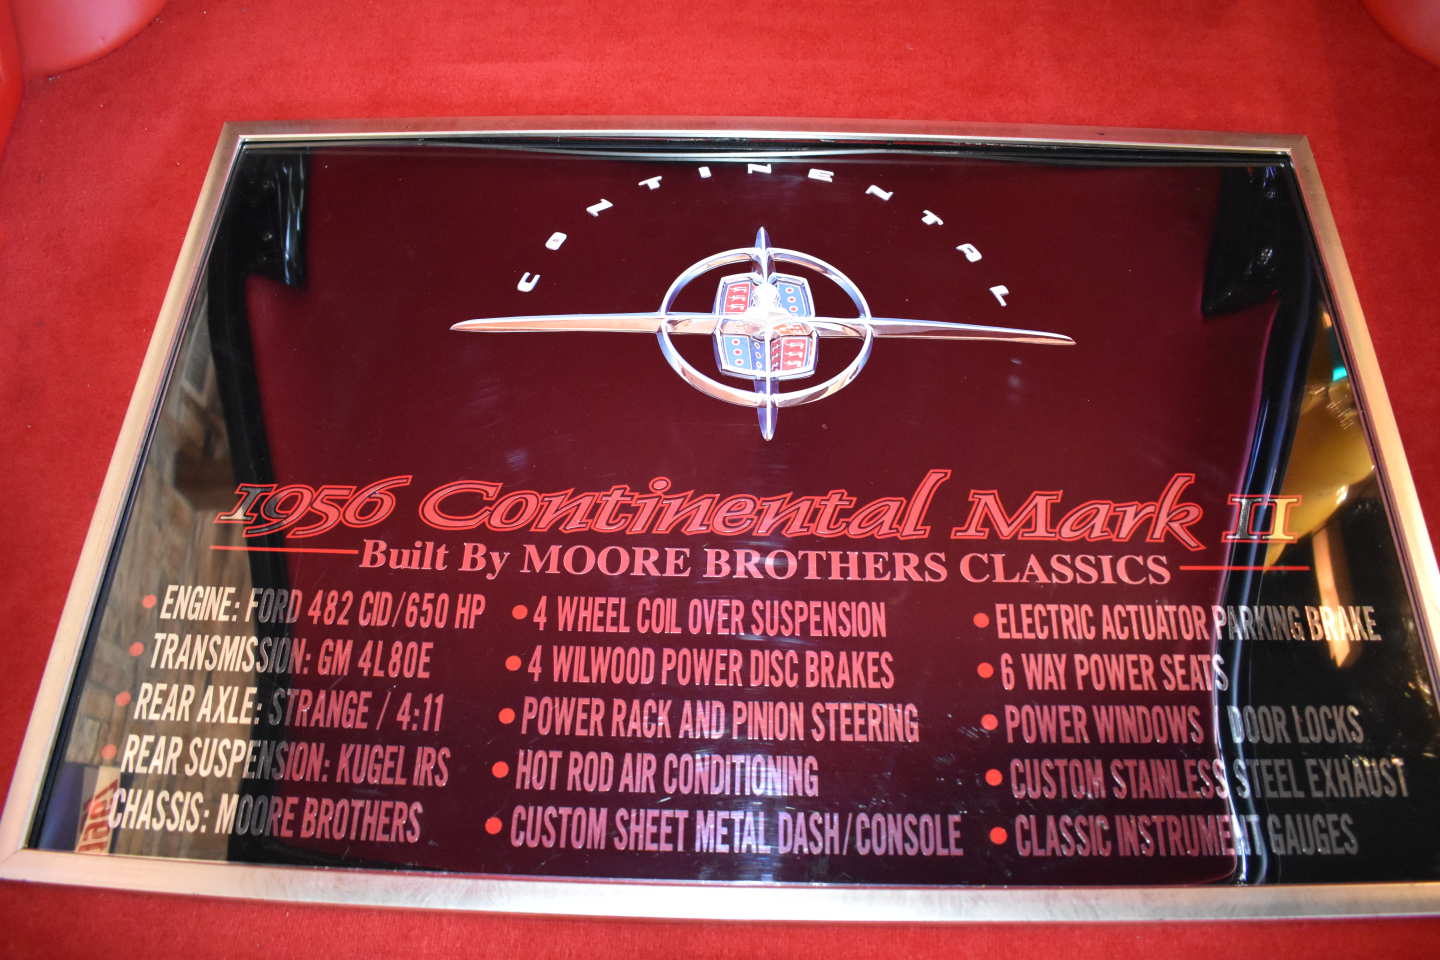 CONTINENTAL
1956 Continental Mark II
Built By MOORE BROTHERS CLASSICS
• ENGINE: FORD 482 CID/650 HP
• TRANSMISSION: GM 4L80E
• REAR AXLE: STRANGE / 4:11
• REAR SUSPENSION: KUGEL IRS
CHASSIS: MOORE BROTHERS
• 4 WHEEL COIL OVER SUSPENSION
• 4 WILWOOD POWER DISC BRAKES
• POWER RACK AND PINION STEERING
• HOT ROD AIR CONDITIONING
• CUSTOM SHEET METAL DASH/CONSOLE
• ELECTRIC ACTUATOR PARKING BRAKE
• 6 WAY POWER SEATS
• POWER WINDOWS DOOR LOCKS
• CUSTOM STAINLESS STEEL EXHAUST
• CLASSIC INSTRUMENT GAUGES